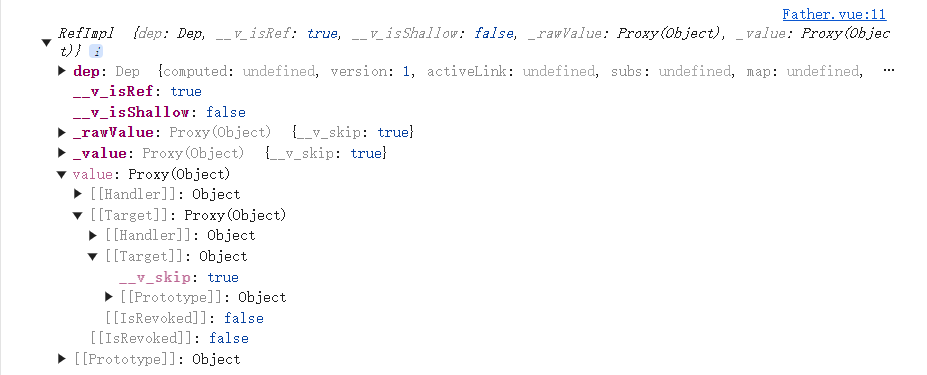 Father.vue:11
RefImpl {dep: Dep, __v_isRef: true, __v_isShallow: false, _rawValue: Proxy(Object), _value: Proxy(Objec
t)} i
dep: Dep {computed: undefined, version: 1, activeLink: undefined, subs: undefined, map: undefined, …
__v_isRef: true
__v_isShallow: false
_rawValue: Proxy(Object) {__v_skip: true}
_value: Proxy(Object) {__v_skip: true}
value: Proxy(Object)
[[Handler]]: Object
[[Target]]: Proxy(Object)
[[Handler]]: Object
[[Target]]: Object
__v_skip: true
[[Prototype]]: Object
[[IsRevoked]]: false
[[IsRevoked]]: false
[[Prototype]]: Object